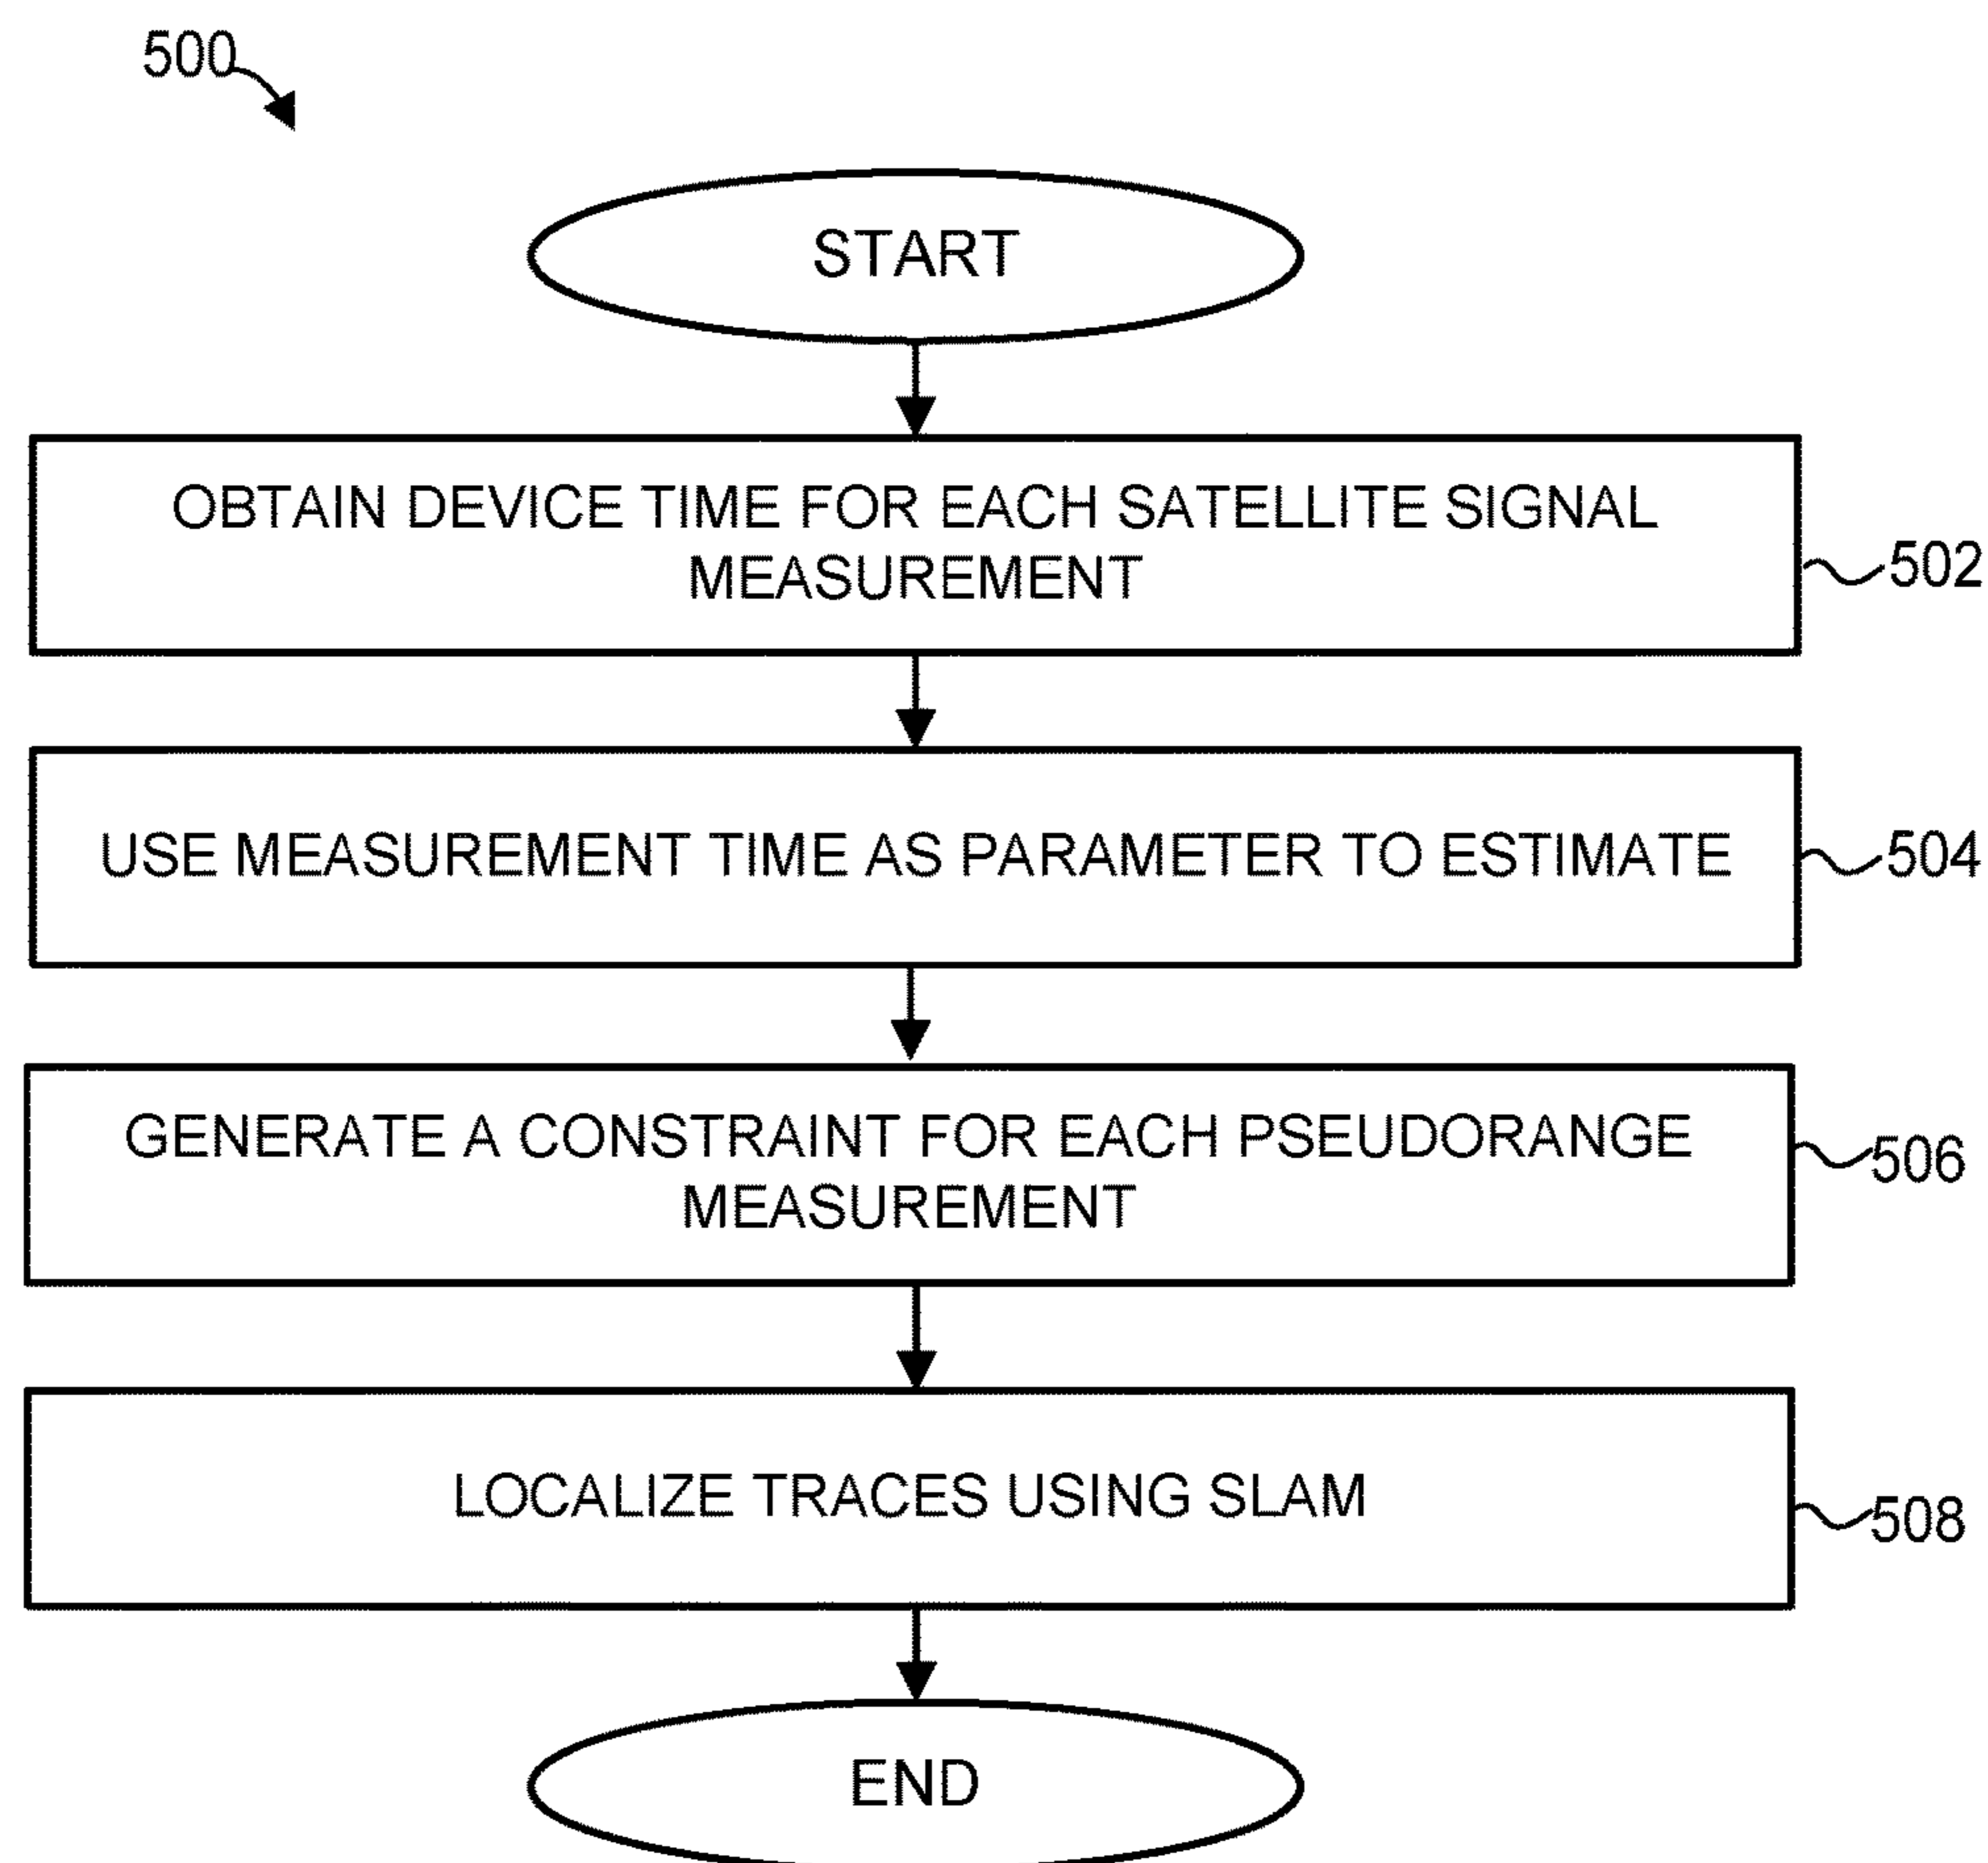 500
START
OBTAIN DEVICE TIME FOR EACH SATELLITE SIGNAL
MEASUREMENT
502
USE MEASUREMENT TIME AS PARAMETER TO ESTIMATE
504
GENERATE A CONSTRAINT FOR EACH PSEUDORANGE
MEASUREMENT
506
LOCALIZE TRACES USING SLAM
508
END